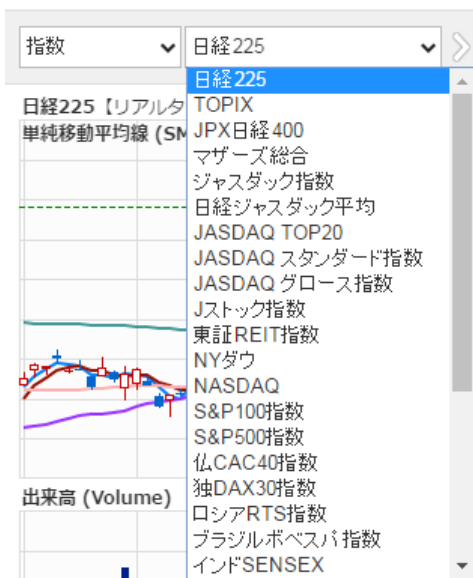 指数
日経225
日経225
TOPIX
JPX日経400
マザーズ総合
ジャスダック指数
日経ジャスダック平均
JASDAQ TOP20
JASDAQ スタンダード指数
JASDAQ グロース指数
Jストック指数
東証REIT指数
NYダウ
NASDAQ
S&P100指数
S&P500指数
仏CAC40指数
独DAX30指数
ロシアRTS指数
ブラジルボベスパ指数
インドSENSEX
日経225【リアルタ
単純移動平均線 (SM
出来高 (Volume)